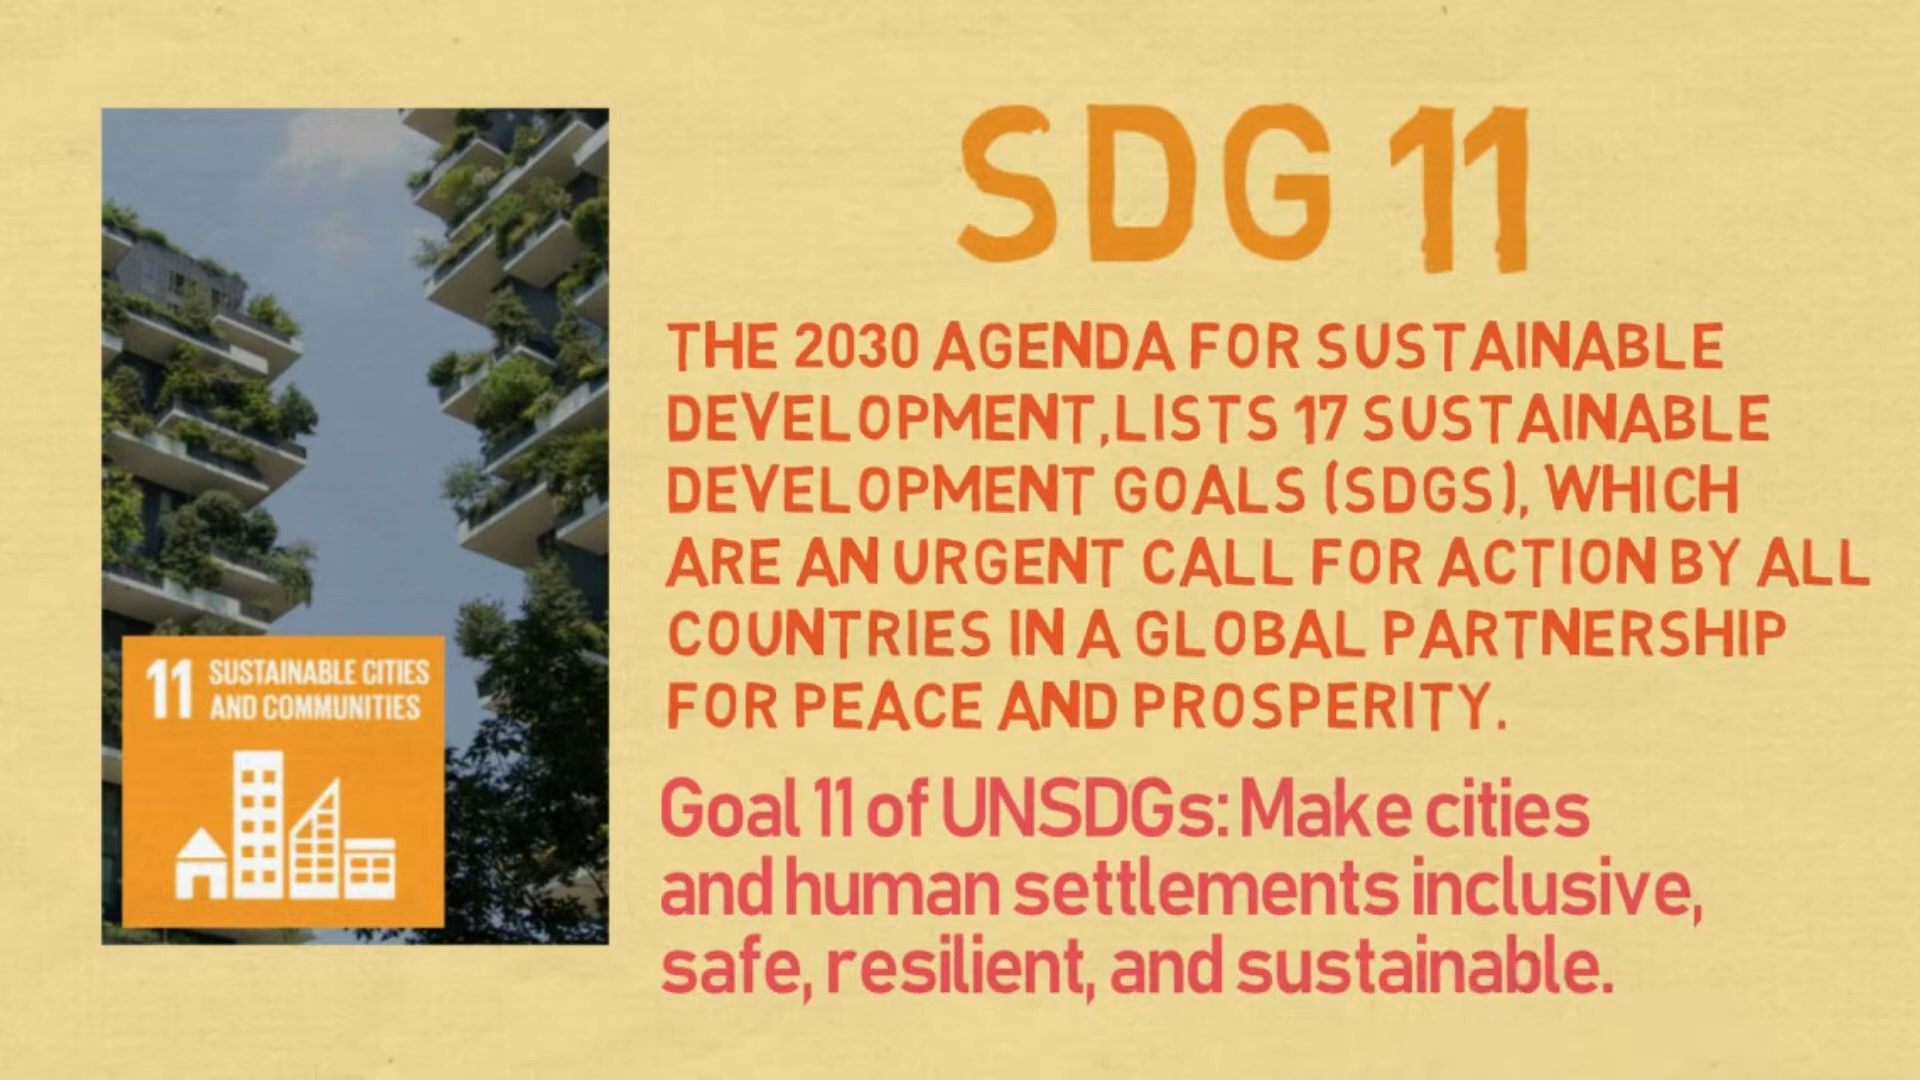 SDG 11
THE 2030 AGENDA FOR SUSTAINABLE
DEVELOPMENT,LISTS 17 SUSTAINABLE
DEVELOPMENT GOALS (SDGS), WHICH
ARE AN URGENT CALL FOR ACTION BY ALL
COUNTRIES IN A GLOBAL PARTNERSHIP
FOR PEACE AND PROSPERITY.
Goal 11 of UNSDGs: Make cities
and human settlements inclusive,
safe, resilient, and sustainable.
11 SUSTAINABLE CITIES
AND COMMUNITIES